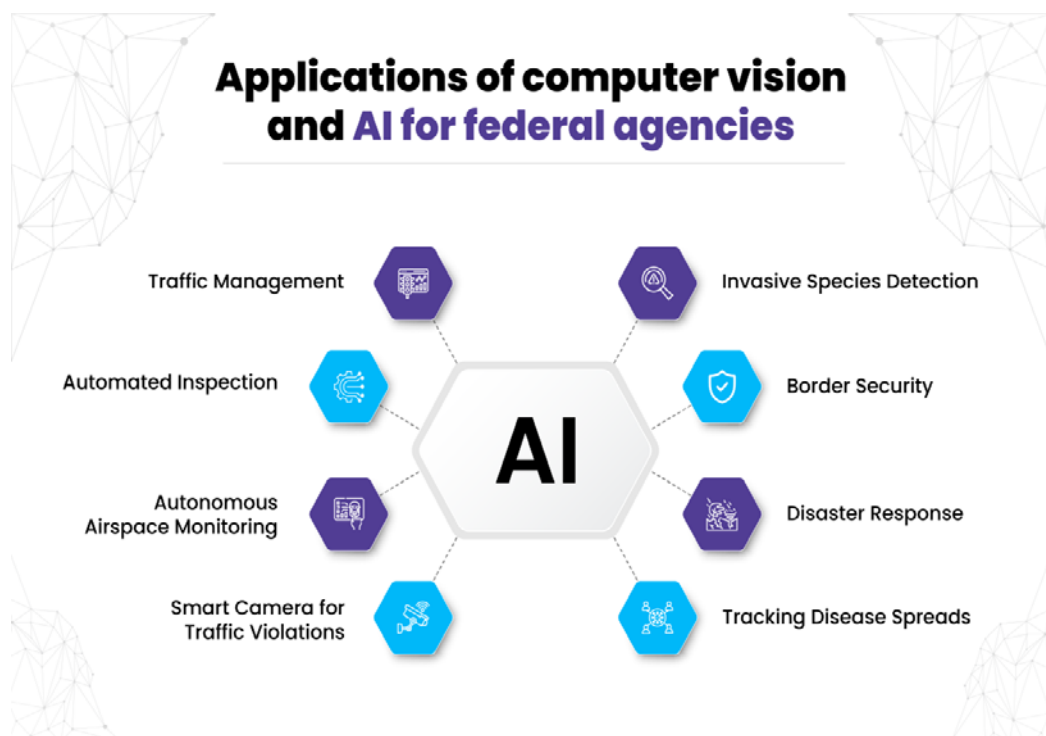 Applications of computer vision
and AI for federal agencies
Traffic Management
Invasive Species Detection
Automated Inspection
Border Security
AI
Autonomous
Airspace Monitoring
Disaster Response
Smart Camera for
Traffic Violations
Tracking Disease Spreads